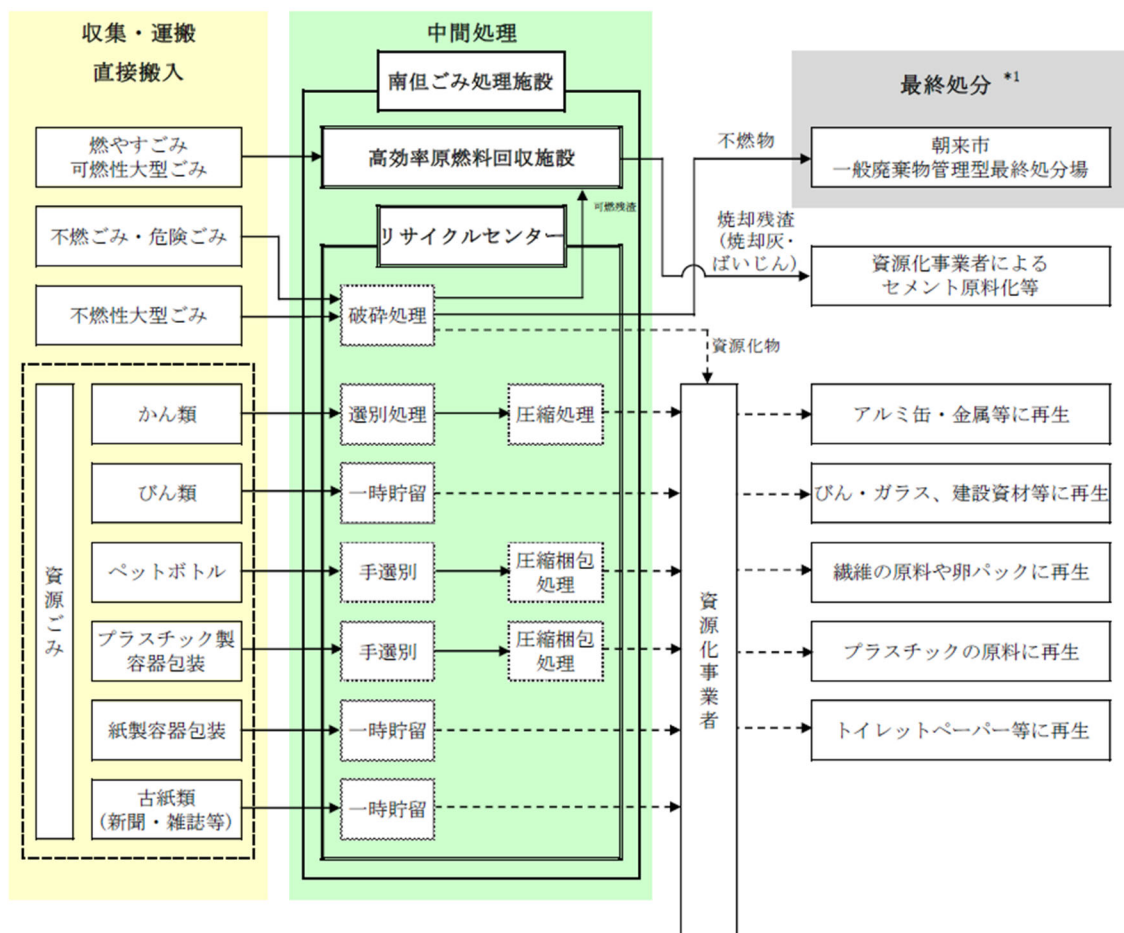 収集・運搬
直接搬入
中間処理
南但ごみ処理施設
最終処分 *1
燃やすごみ
可燃性大型ごみ
高効率原燃料回収施設
不燃物
朝来市
一般廃棄物管理型最終処分場
可燃残渣
不燃ごみ・危険ごみ
リサイクルセンター
焼却残渣
(焼却灰・
ばいじん)
資源化事業者による
セメント原料化等
不燃性大型ごみ
破砕処理
資源化物
資源ごみ
かん類
選別処理
圧縮処理
資源化事業者
アルミ缶・金属等に再生
びん類
一時貯留
びん・ガラス、建設資材等に再生
ペットボトル
手選別
圧縮梱包
処理
繊維の原料や卵パックに再生
プラスチック製
容器包装
手選別
圧縮梱包
処理
プラスチックの原料に再生
紙製容器包装
一時貯留
トイレットペーパー等に再生
古紙類
(新聞・雑誌等)
一時貯留